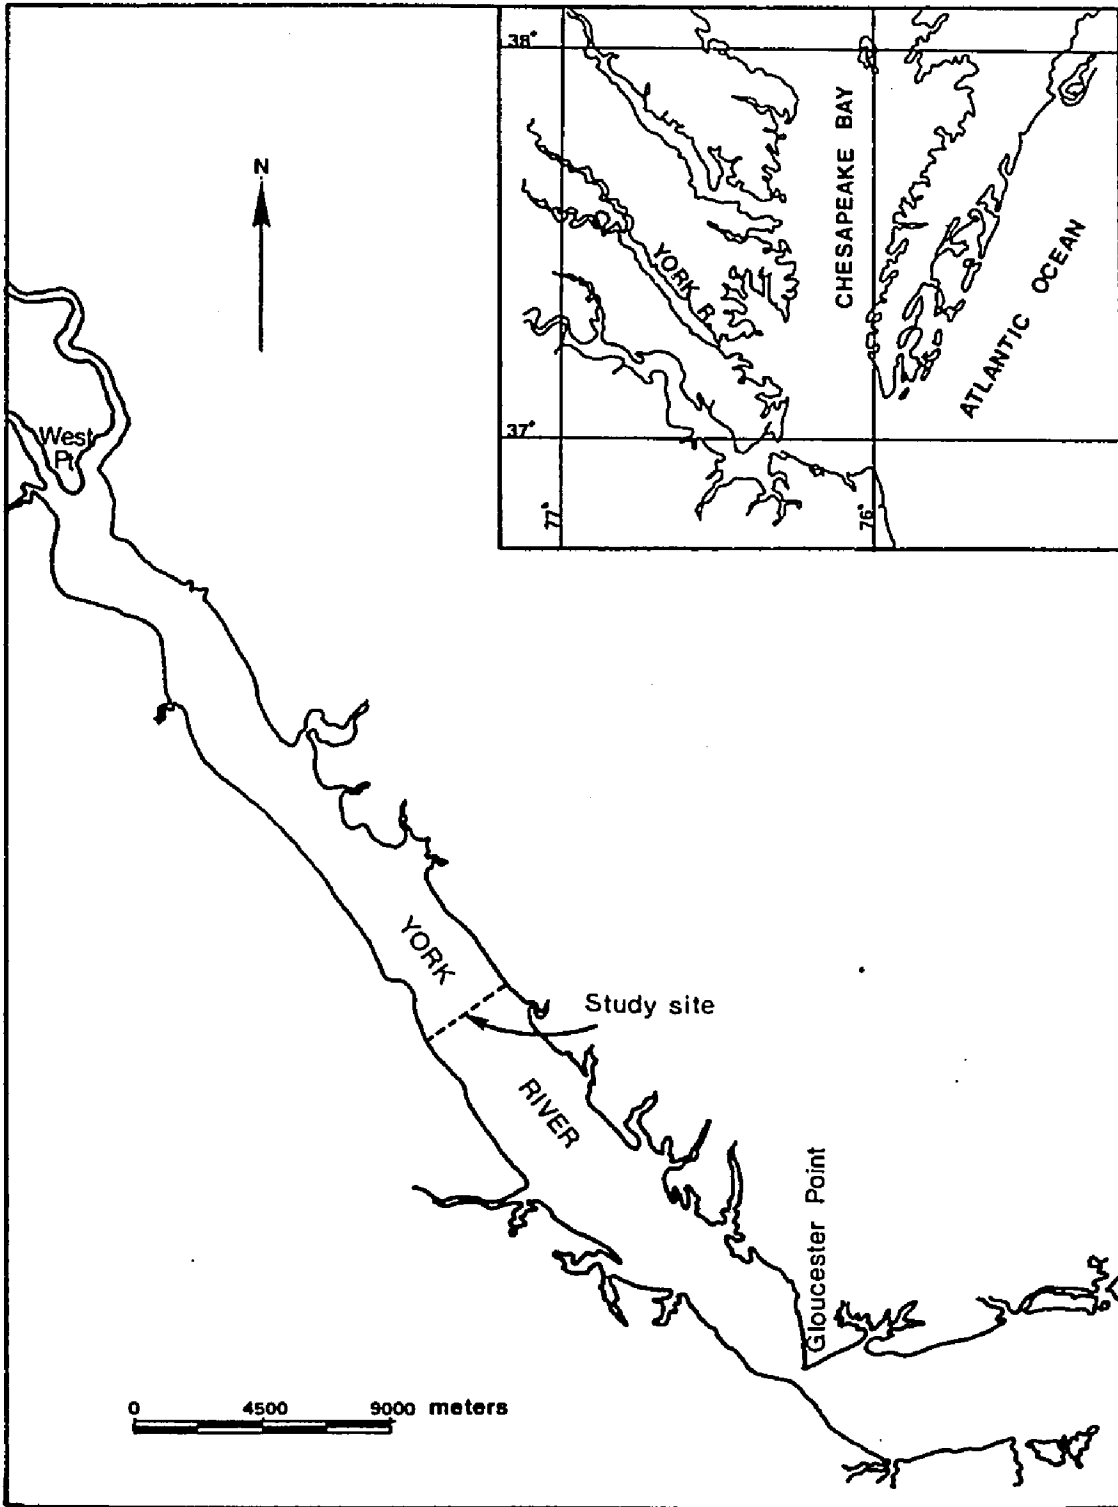 38°
CHESAPEAKE BAY
YORK R.
ATLANTIC OCEAN
37°
77°
76°
N
West
Pt
YORK
Study site
RIVER
Gloucester Point
0 4500 9000 meters